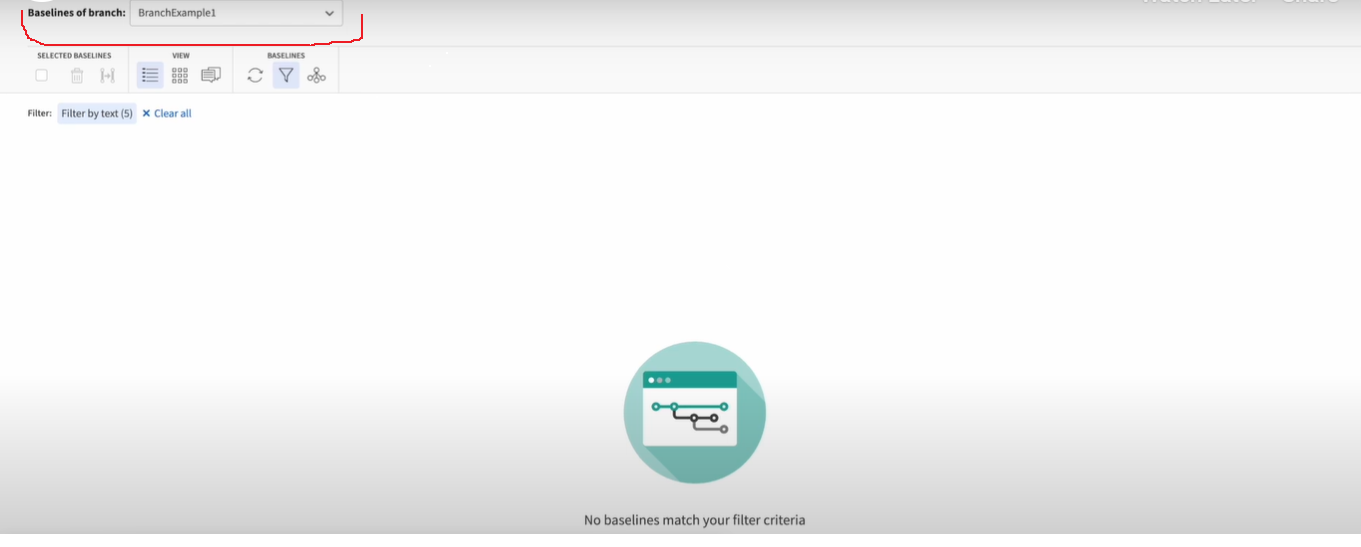 Baselines of branch: BranchExample1
SELECTED BASELINES VIEW BASELINES
Filter: Filter by text (5) ✕ Clear all
No baselines match your filter criteria